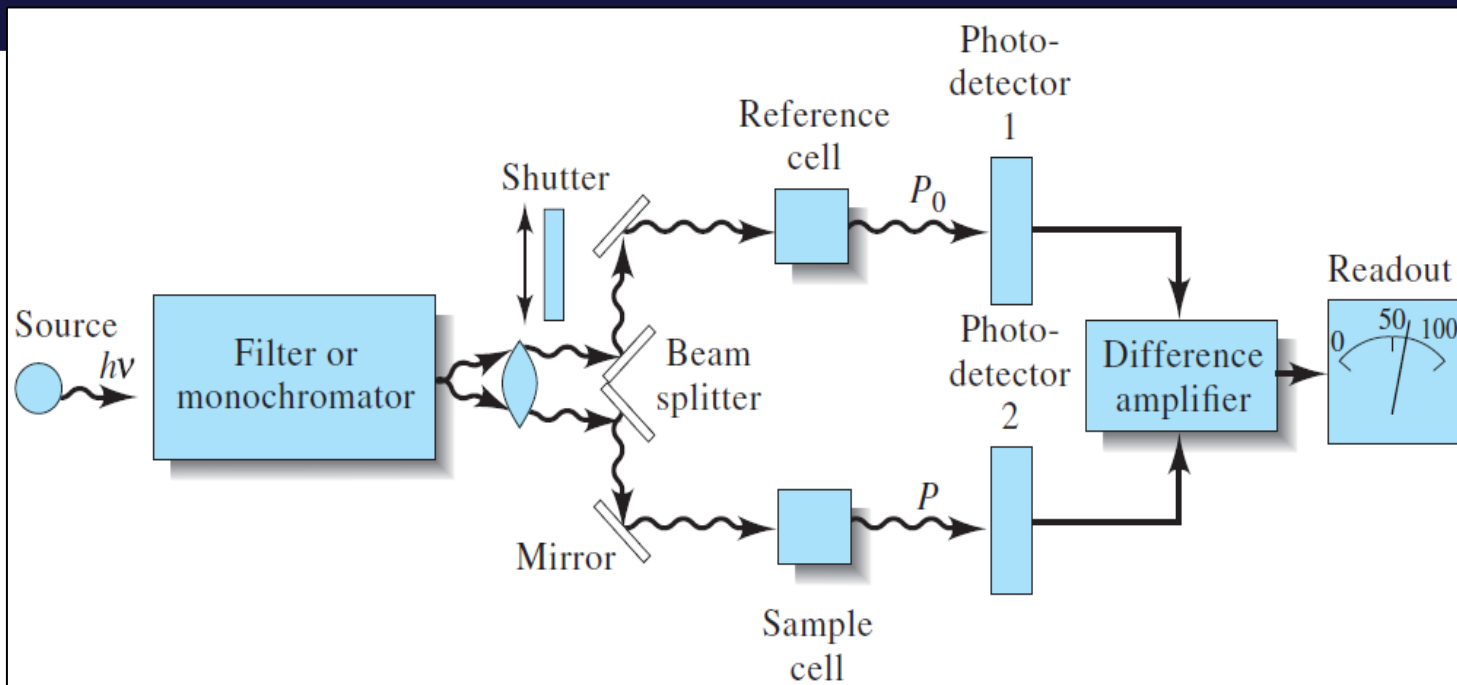 Photo-
detector
1
Reference
cell
Shutter
P0
Readout
Source
hν
Filter or
monochromator
Beam
splitter
Photo-
detector
2
Difference
amplifier
0 50 100
Mirror
P
Sample
cell